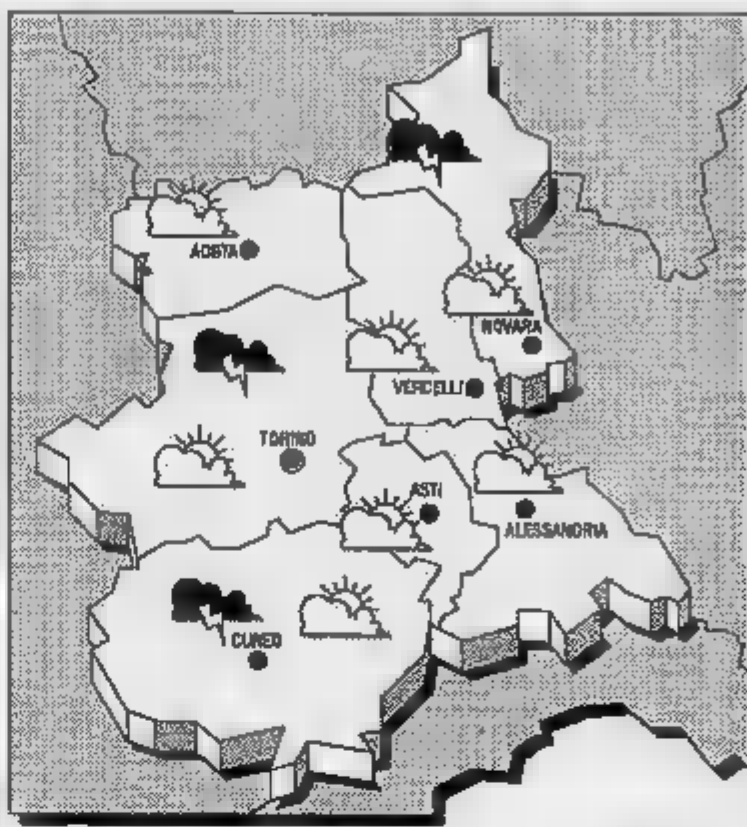 AOSTA
NOVARA
VERCELLI
TORINO
ASTI
ALESSANDRIA
CUNEO